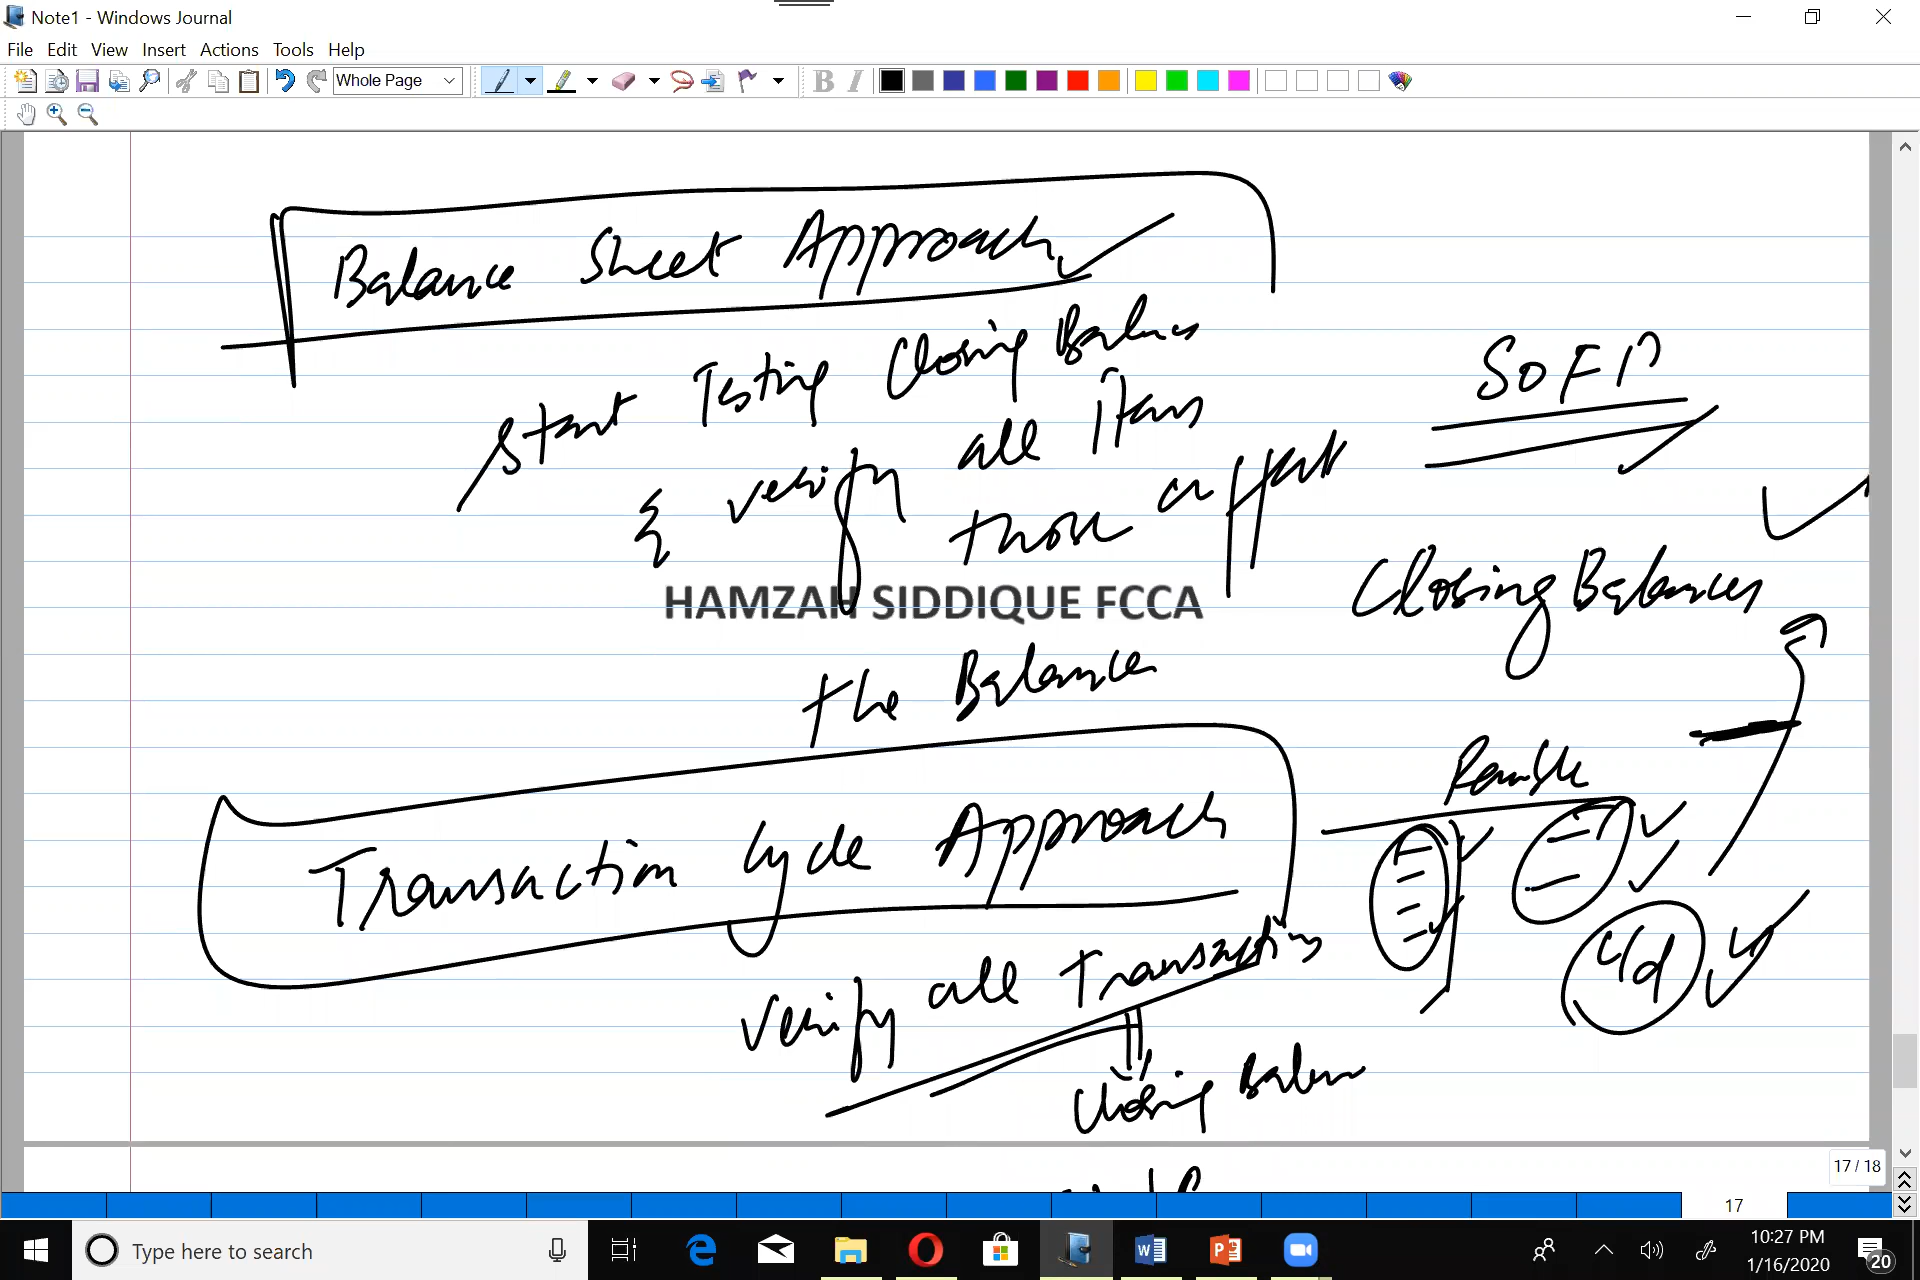 Note1 - Windows Journal
File Edit View Insert Actions Tools Help
Whole Page
B I
Balance Sheet Approach
Start Testing Closing Balances
& verify all items
those affect
the Balance
SOFP
Closing Balances
HAMZAH SIDDIQUE FCCA
Transaction Cycle Approach
verify all Transactions
Closing Balance
c/d
17 / 18
17
Type here to search
10:27 PM
1/16/2020
20